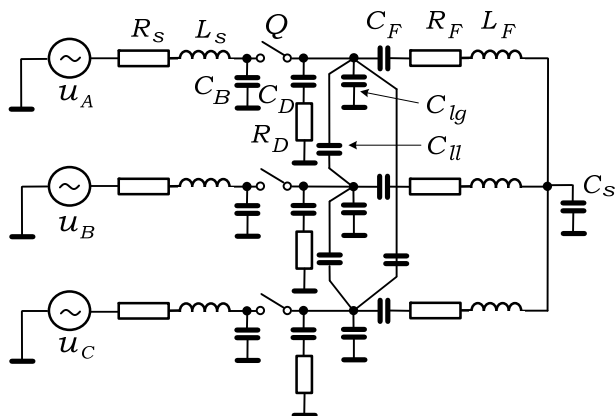 R_s L_s Q C_F R_F L_F
u_A C_B C_D C_lg
R_D C_ll
u_B C_s
u_C